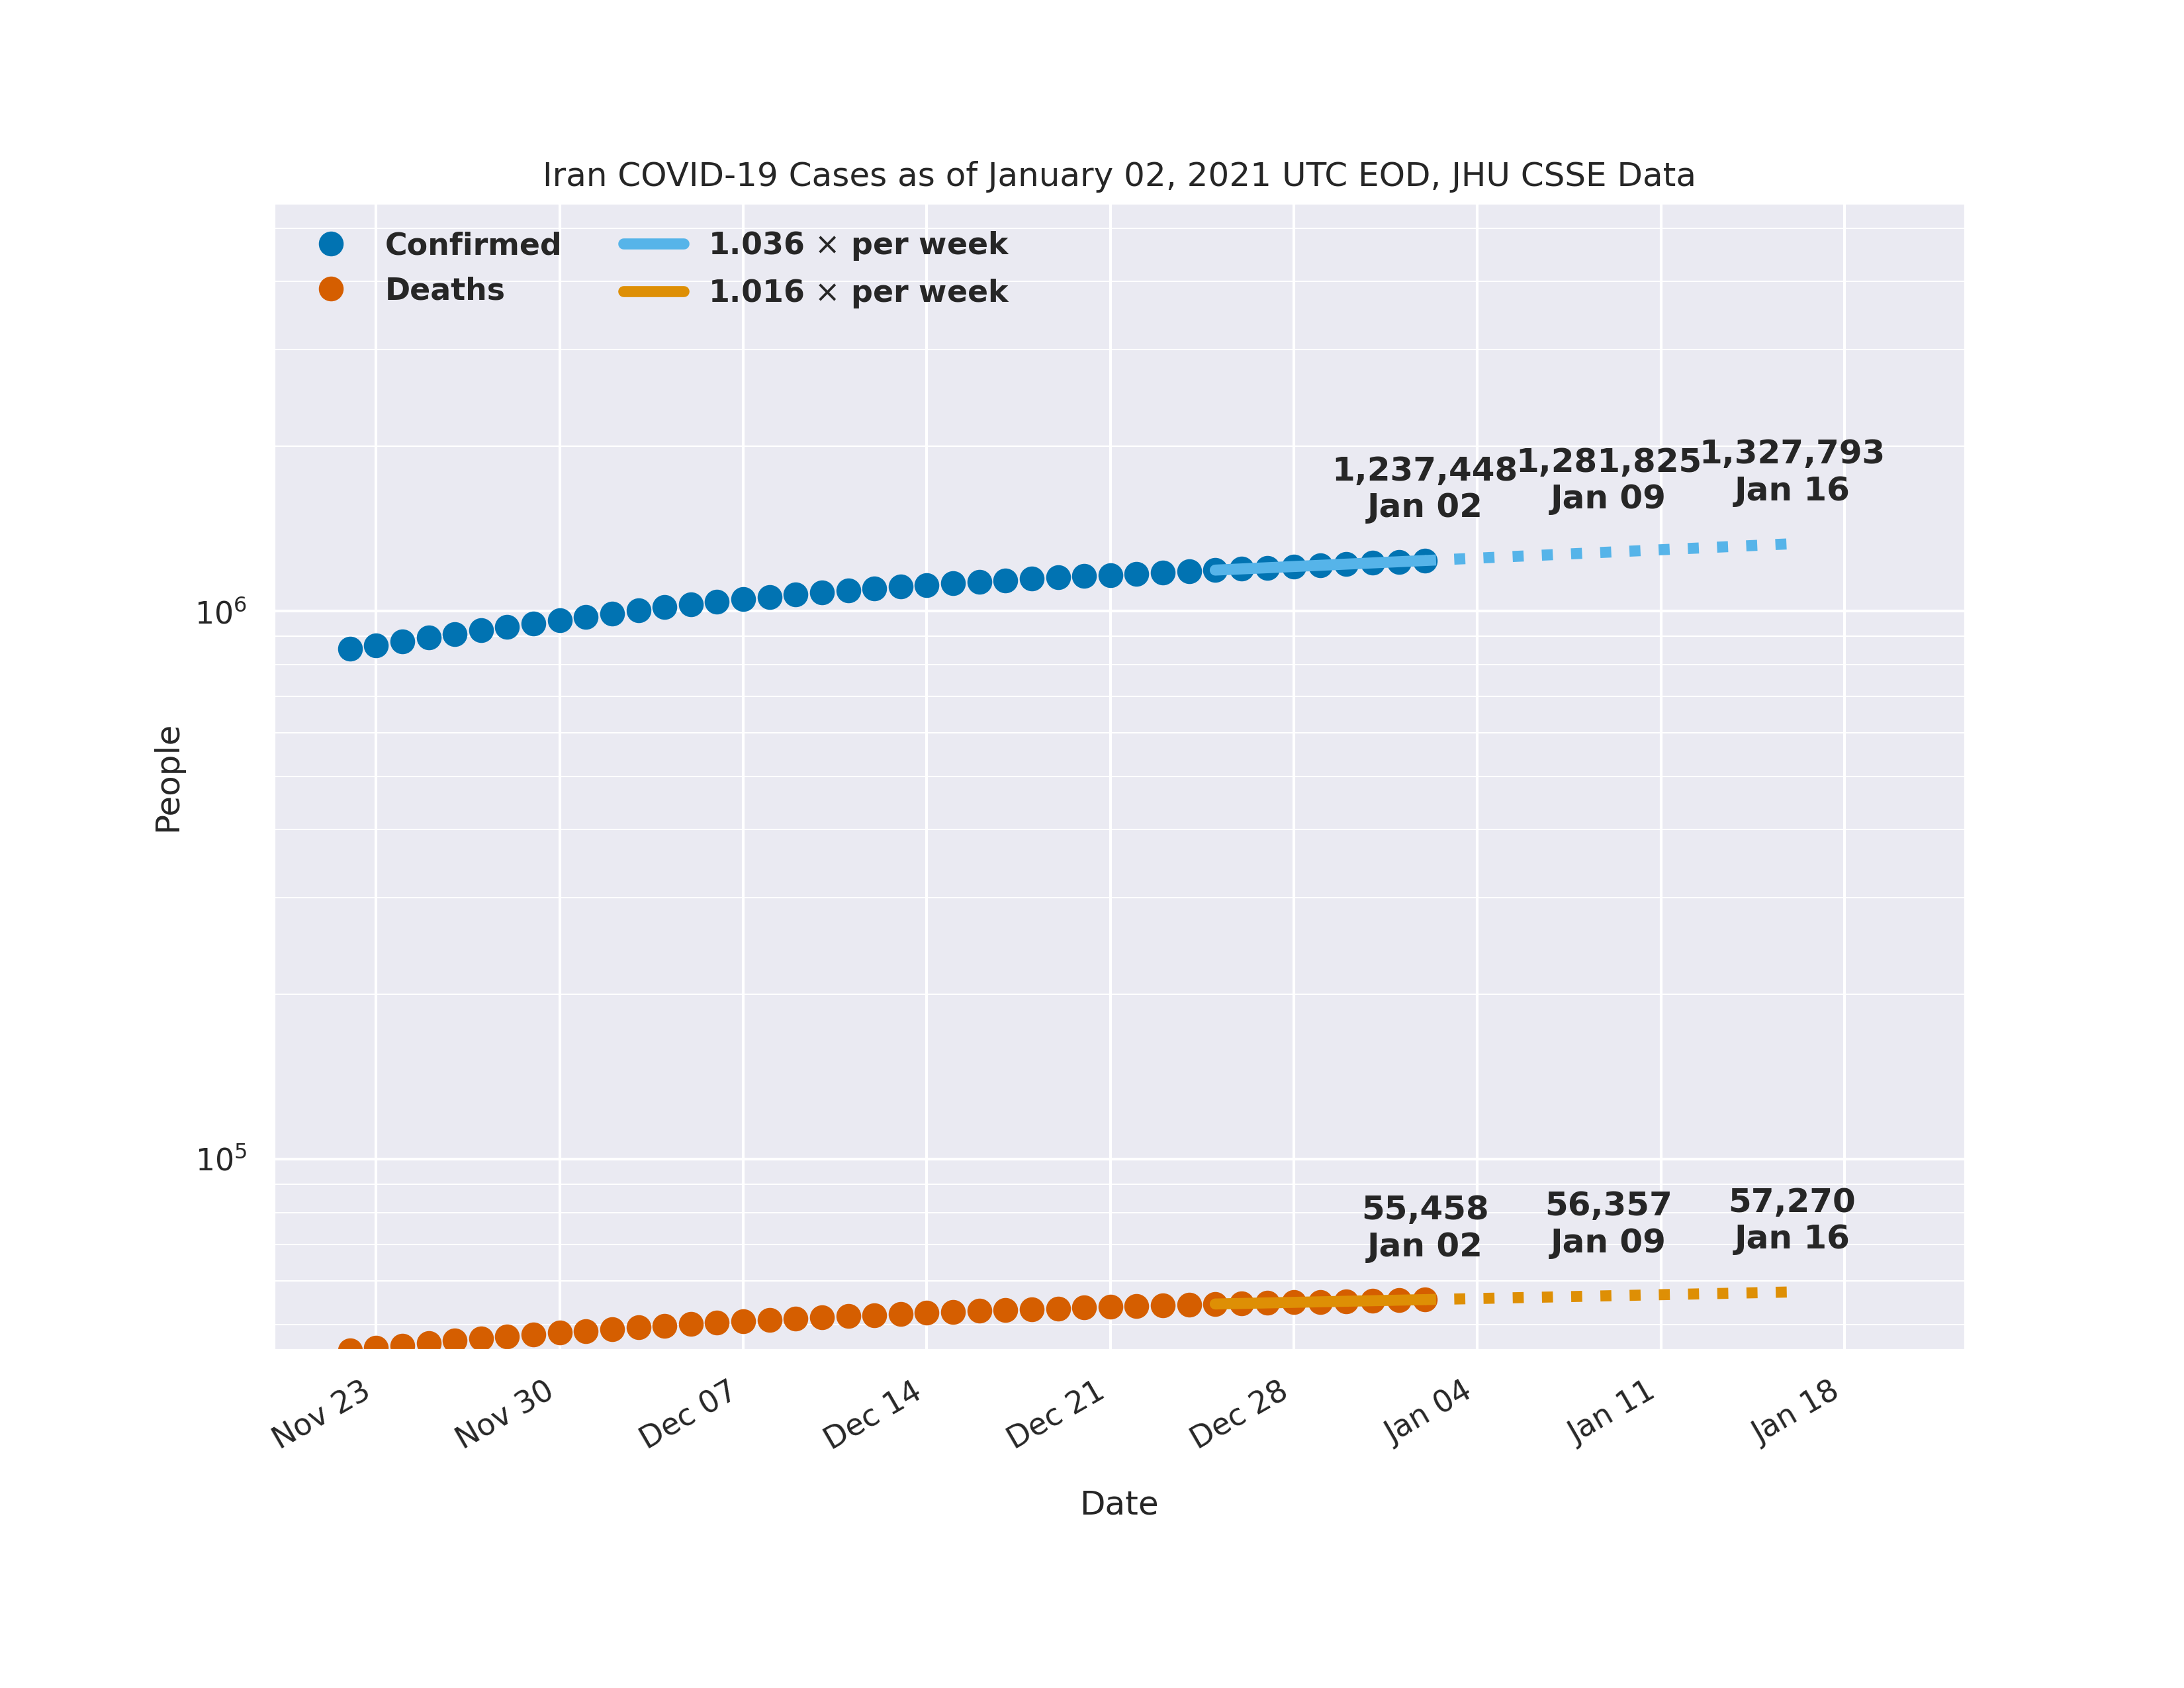 Iran COVID-19 Cases as of January 02, 2021 UTC EOD, JHU CSSE Data
Confirmed
Deaths
1.036 × per week
1.016 × per week
1,237,448
Jan 02
1,281,825
Jan 09
1,327,793
Jan 16
10⁶
People
10⁵
55,458
Jan 02
56,357
Jan 09
57,270
Jan 16
Nov 23
Nov 30
Dec 07
Dec 14
Dec 21
Dec 28
Jan 04
Jan 11
Jan 18
Date